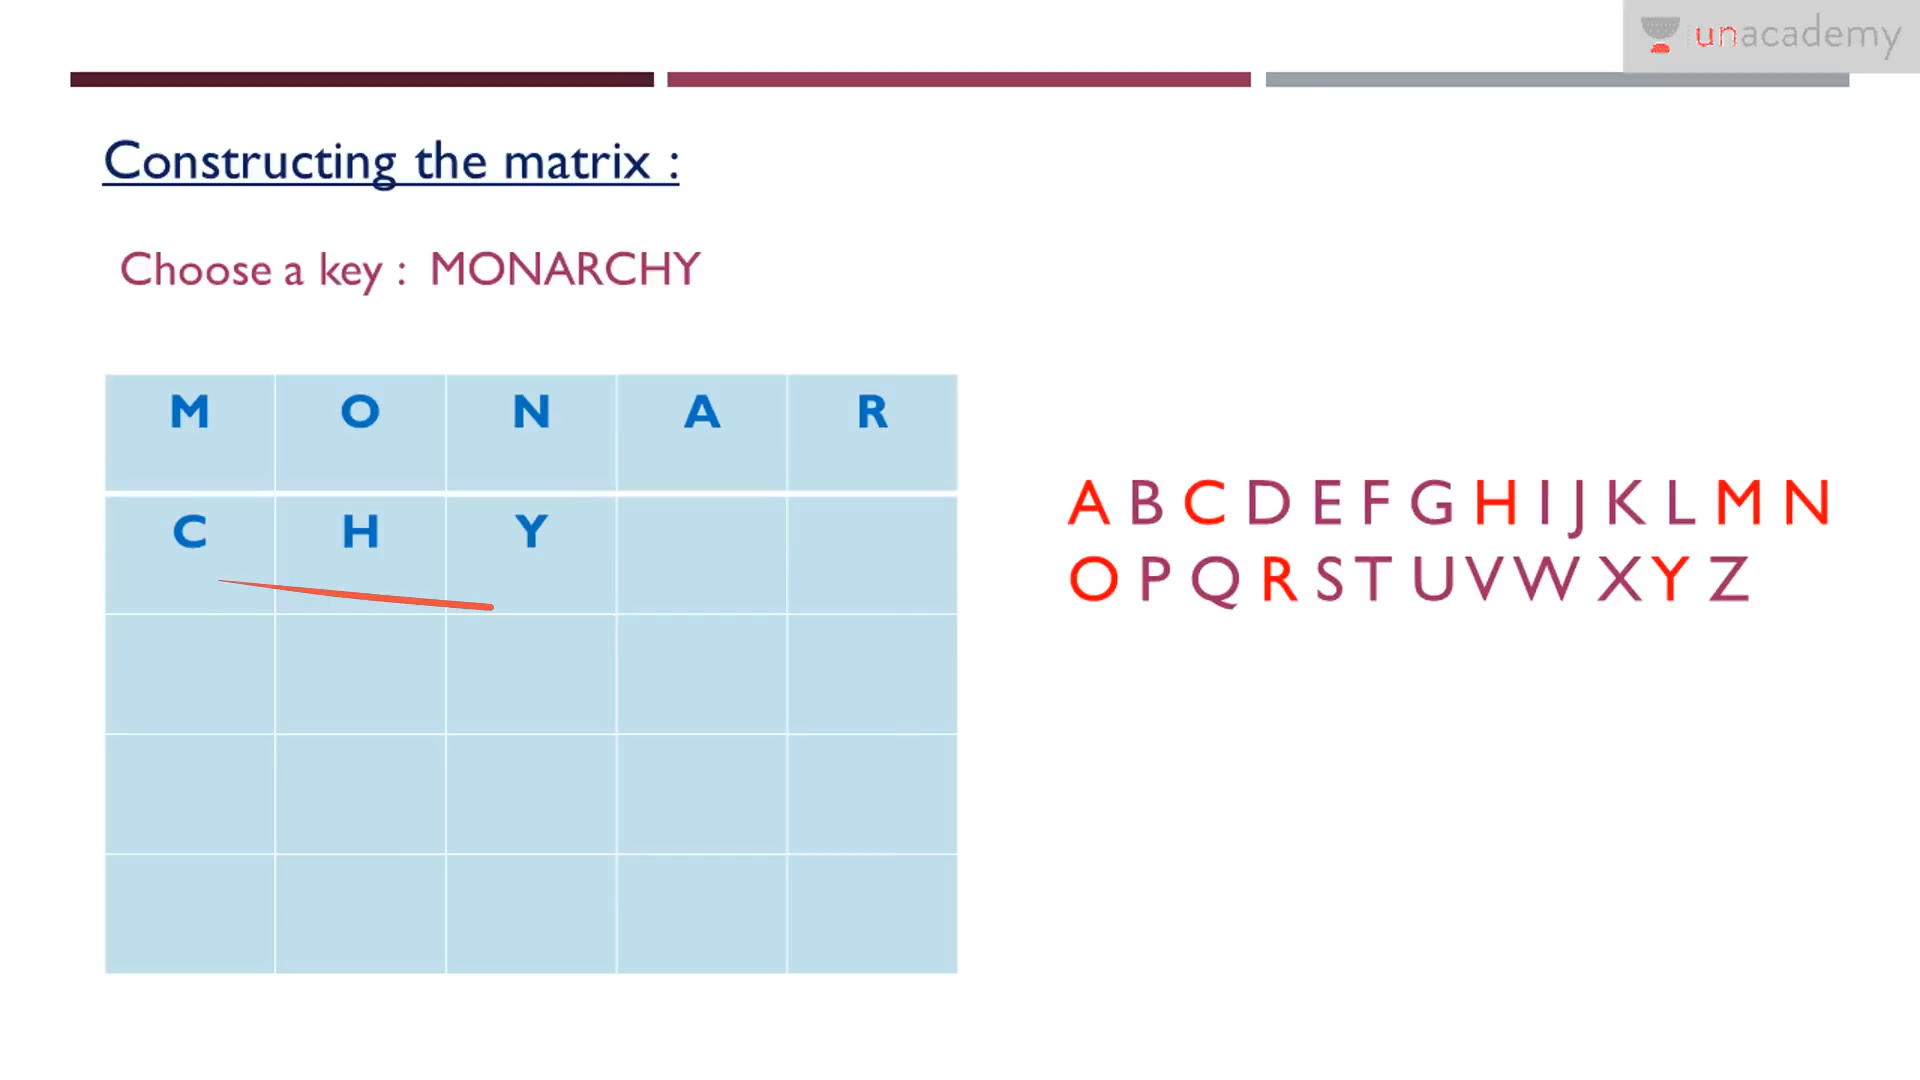 unacademy
Constructing the matrix :
Choose a key : MONARCHY
M O N A R
C H Y
A B C D E F G H I J K L M N
O P Q R S T U V W X Y Z